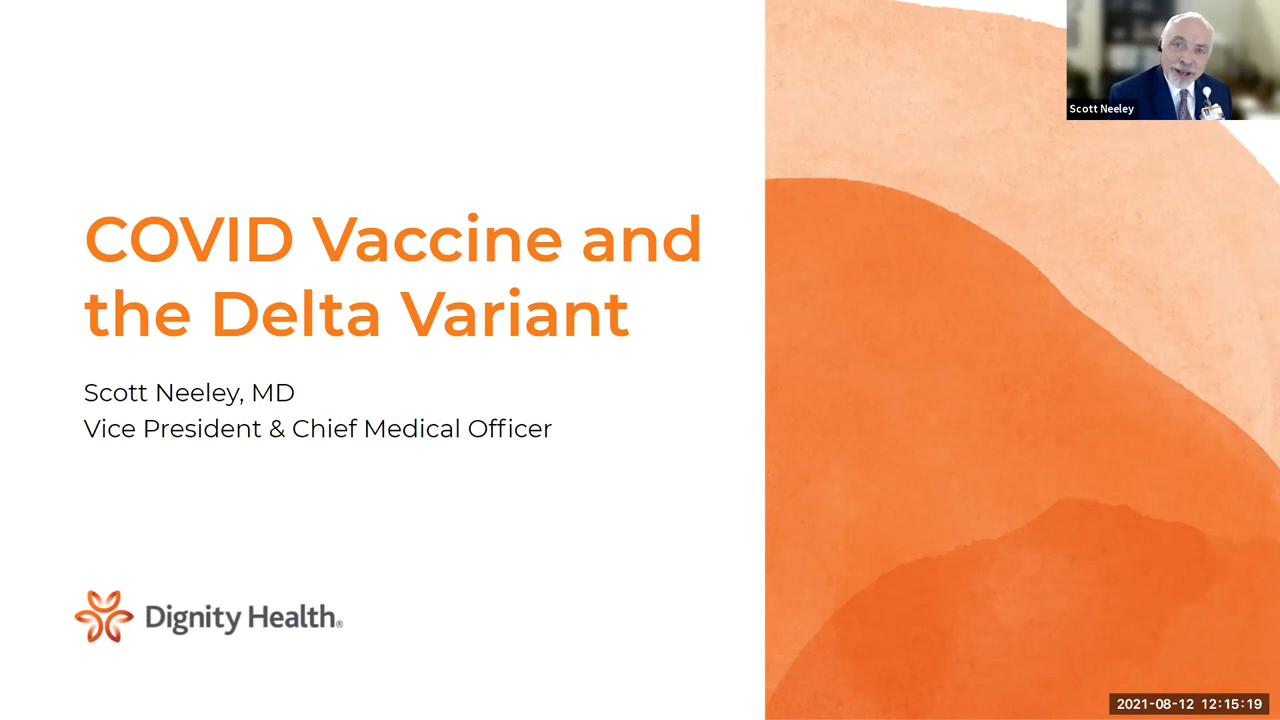 Scott Neeley
COVID Vaccine and
the Delta Variant
Scott Neeley, MD
Vice President & Chief Medical Officer
Dignity Health®
2021-08-12 12:15:19